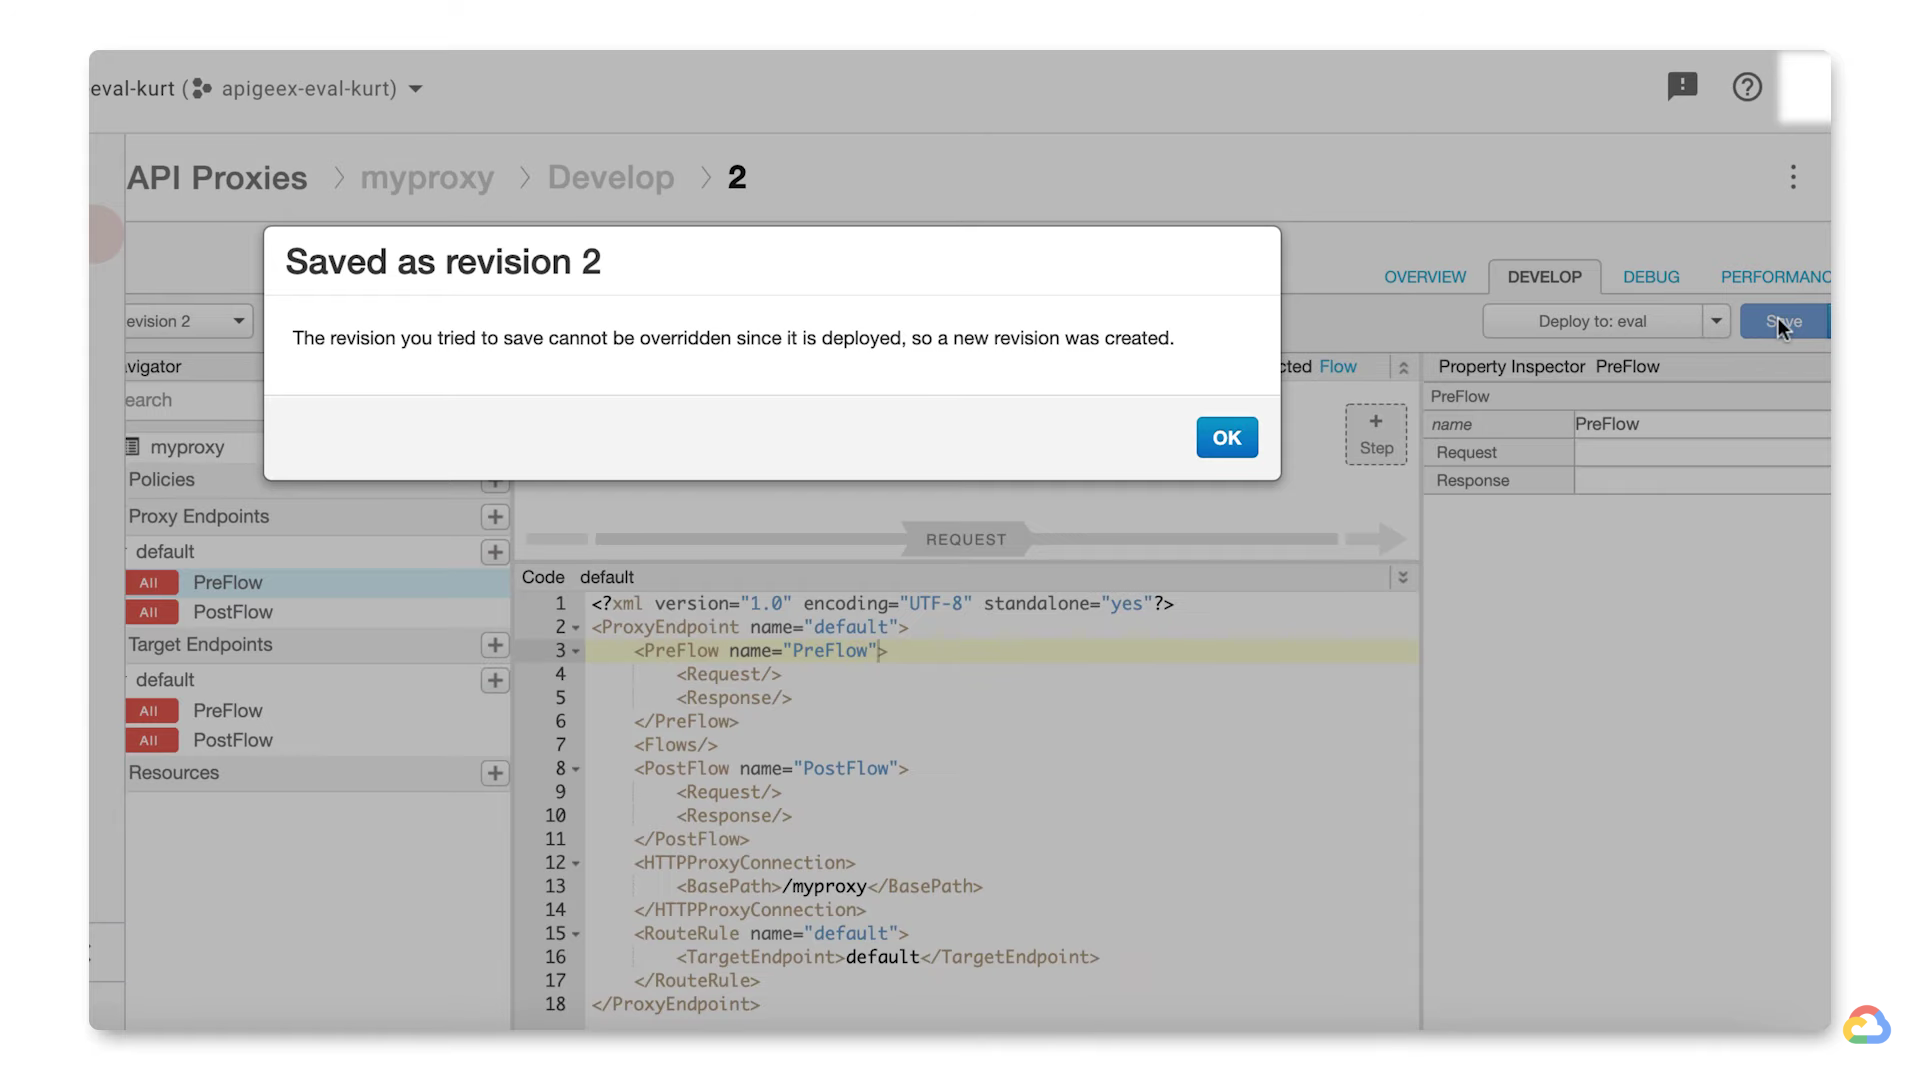 eval-kurt ( apigeex-eval-kurt)
API Proxies > myproxy > Develop > 2
Saved as revision 2
The revision you tried to save cannot be overridden since it is deployed, so a new revision was created.
OK
OVERVIEW DEVELOP DEBUG PERFORMANC
evision 2
Deploy to: eval
Save
vigator
cted Flow
Property Inspector PreFlow
earch
PreFlow
name PreFlow
Request
Response
+
Step
myproxy
Policies
Proxy Endpoints
default
All PreFlow
All PostFlow
Target Endpoints
default
All PreFlow
All PostFlow
Resources
REQUEST
Code default
1 <?xml version="1.0" encoding="UTF-8" standalone="yes"?>
2 <ProxyEndpoint name="default">
3 <PreFlow name="PreFlow">
4 <Request/>
5 <Response/>
6 </PreFlow>
7 <Flows/>
8 <PostFlow name="PostFlow">
9 <Request/>
10 <Response/>
11 </PostFlow>
12 <HTTPProxyConnection>
13 <BasePath>/myproxy</BasePath>
14 </HTTPProxyConnection>
15 <RouteRule name="default">
16 <TargetEndpoint>default</TargetEndpoint>
17 </RouteRule>
18 </ProxyEndpoint>